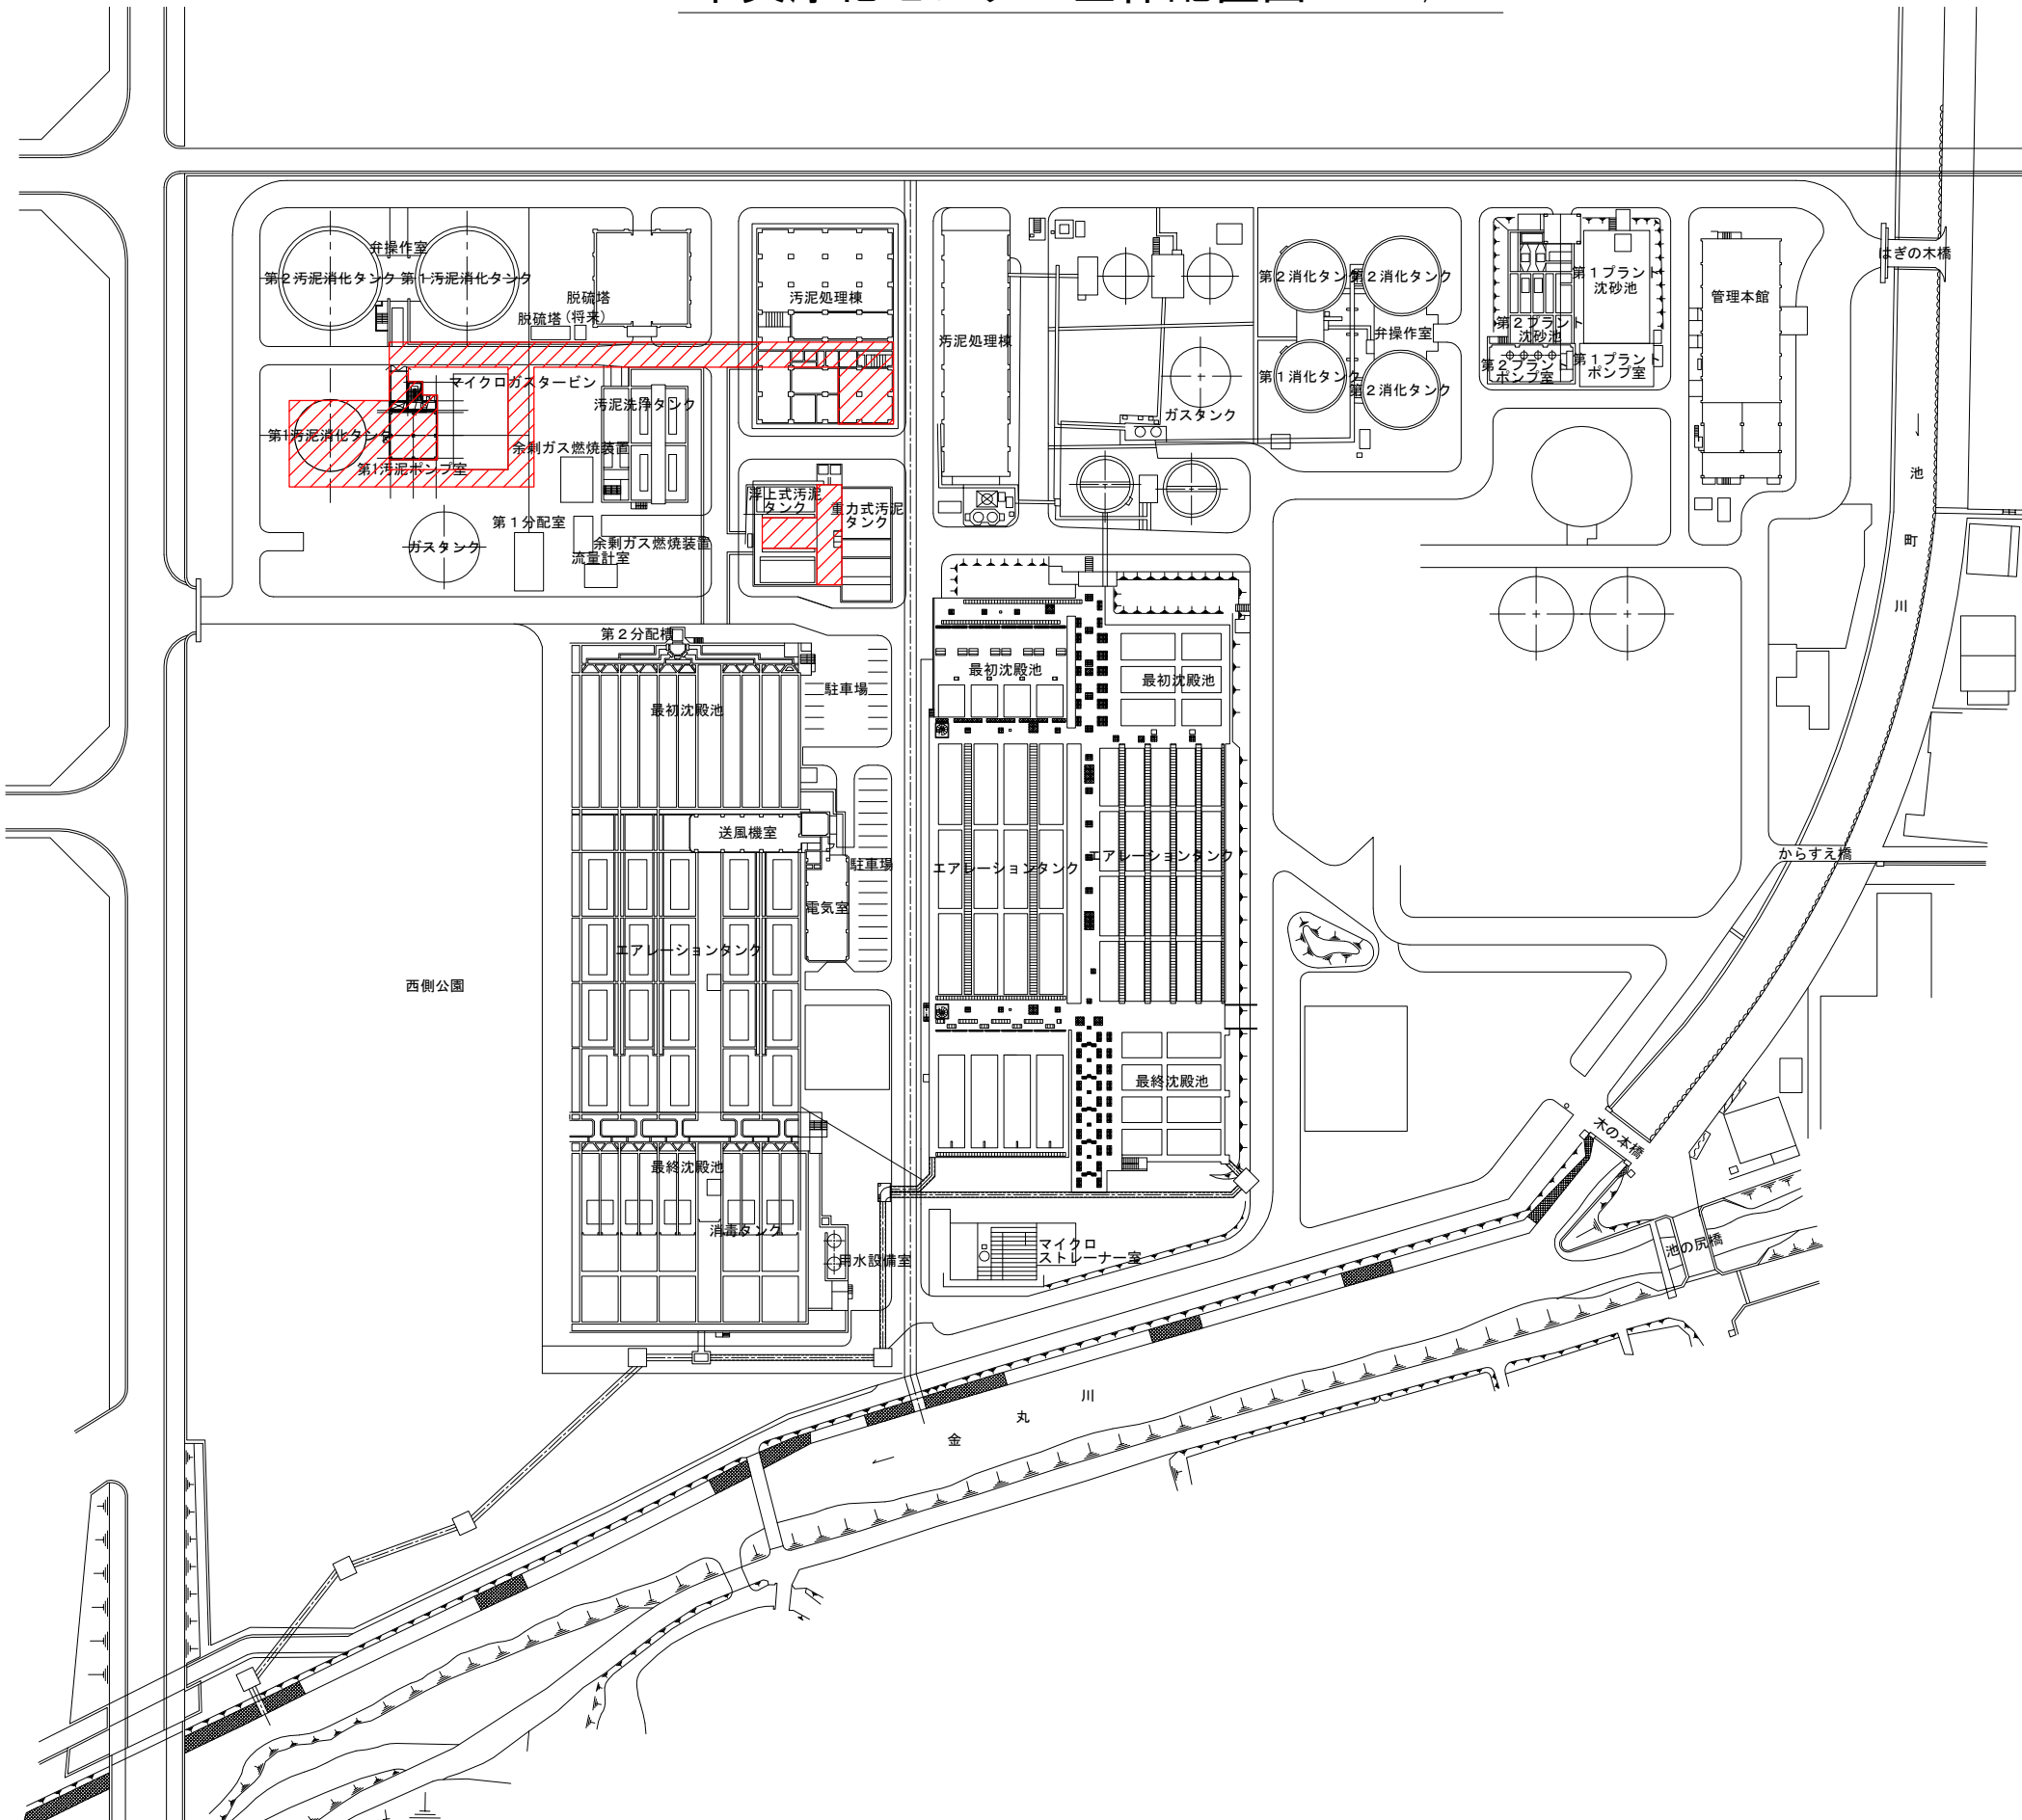 弁操作室
第２汚泥消化タンク
第１汚泥消化タンク
脱硫塔
脱硫塔（将来）
汚泥処理棟
汚泥処理棟
第２消化タンク
第２消化タンク
弁操作室
第１消化タンク
第２消化タンク
ガスタンク
第１プラント
沈砂池
第２プラント
沈砂池
第２プラント
ポンプ室
第１プラント
ポンプ室
管理本館
はぎの木橋
マイクロガスタービン
汚泥洗浄タンク
第1汚泥消化タンク
余剰ガス燃焼装置
第1汚泥ポンプ室
浮上式汚泥
タンク
重力式汚泥
タンク
第１分配室
ガスタンク
余剰ガス燃焼装置
流量計室
池
町
川
第２分配槽
駐車場
最初沈殿池
最初沈殿池
最初沈殿池
送風機室
駐車場
電気室
エアレーションタンク
エアレーションタンク
エアレーションタンク
からすえ橋
西側公園
最終沈殿池
最終沈殿池
消毒タンク
用水設備室
マイクロ
ストレーナー室
木の本橋
池の尻橋
金
丸
川